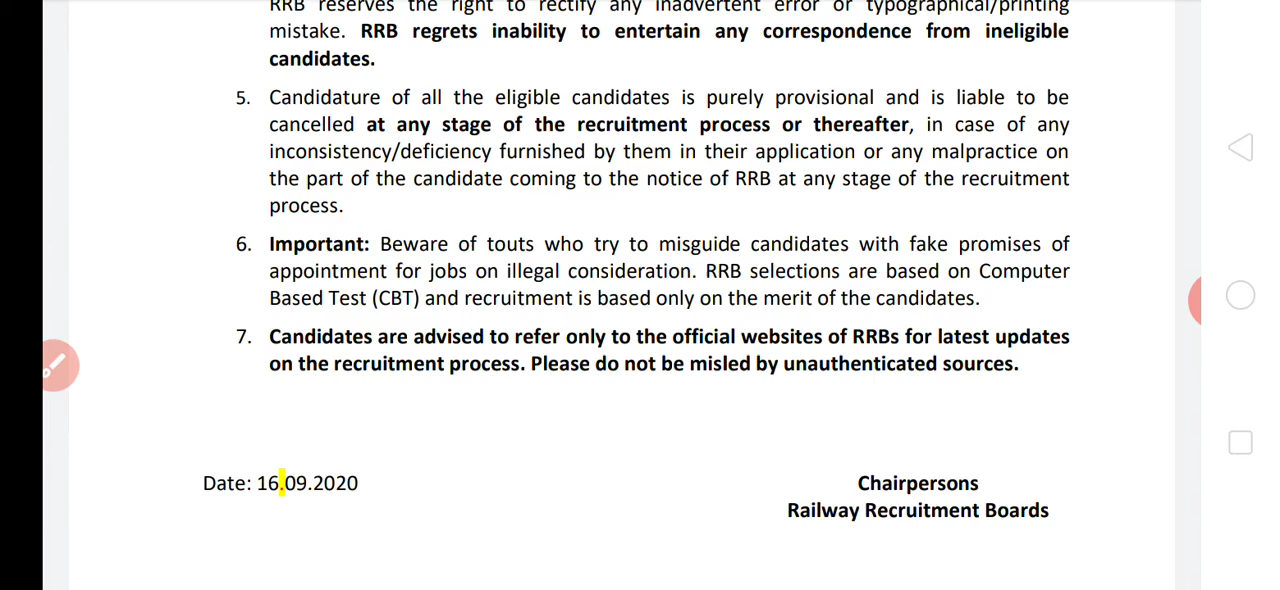 RRB reserves the right to rectify any inadvertent error or typographical/printing
mistake. RRB regrets inability to entertain any correspondence from ineligible
candidates.
5. Candidature of all the eligible candidates is purely provisional and is liable to be
cancelled at any stage of the recruitment process or thereafter, in case of any
inconsistency/deficiency furnished by them in their application or any malpractice on
the part of the candidate coming to the notice of RRB at any stage of the recruitment
process.
6. Important: Beware of touts who try to misguide candidates with fake promises of
appointment for jobs on illegal consideration. RRB selections are based on Computer
Based Test (CBT) and recruitment is based only on the merit of the candidates.
7. Candidates are advised to refer only to the official websites of RRBs for latest updates
on the recruitment process. Please do not be misled by unauthenticated sources.
Date: 16.09.2020
Chairpersons
Railway Recruitment Boards